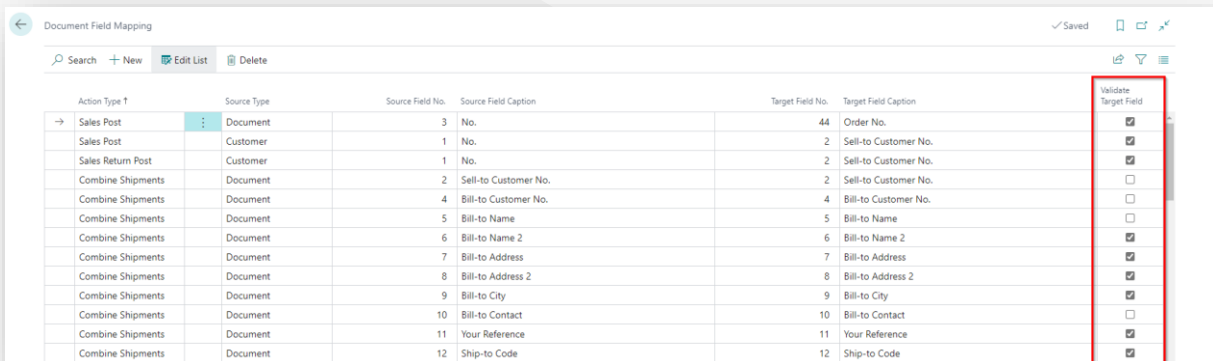 Document Field Mapping
Saved
Search New Edit List Delete
Action Type Source Type Source Field No. Source Field Caption Target Field No. Target Field Caption Validate Target Field
Sales Post Document 3 No. 44 Order No.
Sales Post Customer 1 No. 2 Sell-to Customer No.
Sales Return Post Customer 1 No. 2 Sell-to Customer No.
Combine Shipments Document 2 Sell-to Customer No. 2 Sell-to Customer No.
Combine Shipments Document 4 Bill-to Customer No. 4 Bill-to Customer No.
Combine Shipments Document 5 Bill-to Name 5 Bill-to Name
Combine Shipments Document 6 Bill-to Name 2 6 Bill-to Name 2
Combine Shipments Document 7 Bill-to Address 7 Bill-to Address
Combine Shipments Document 8 Bill-to Address 2 8 Bill-to Address 2
Combine Shipments Document 9 Bill-to City 9 Bill-to City
Combine Shipments Document 10 Bill-to Contact 10 Bill-to Contact
Combine Shipments Document 11 Your Reference 11 Your Reference
Combine Shipments Document 12 Ship-to Code 12 Ship-to Code